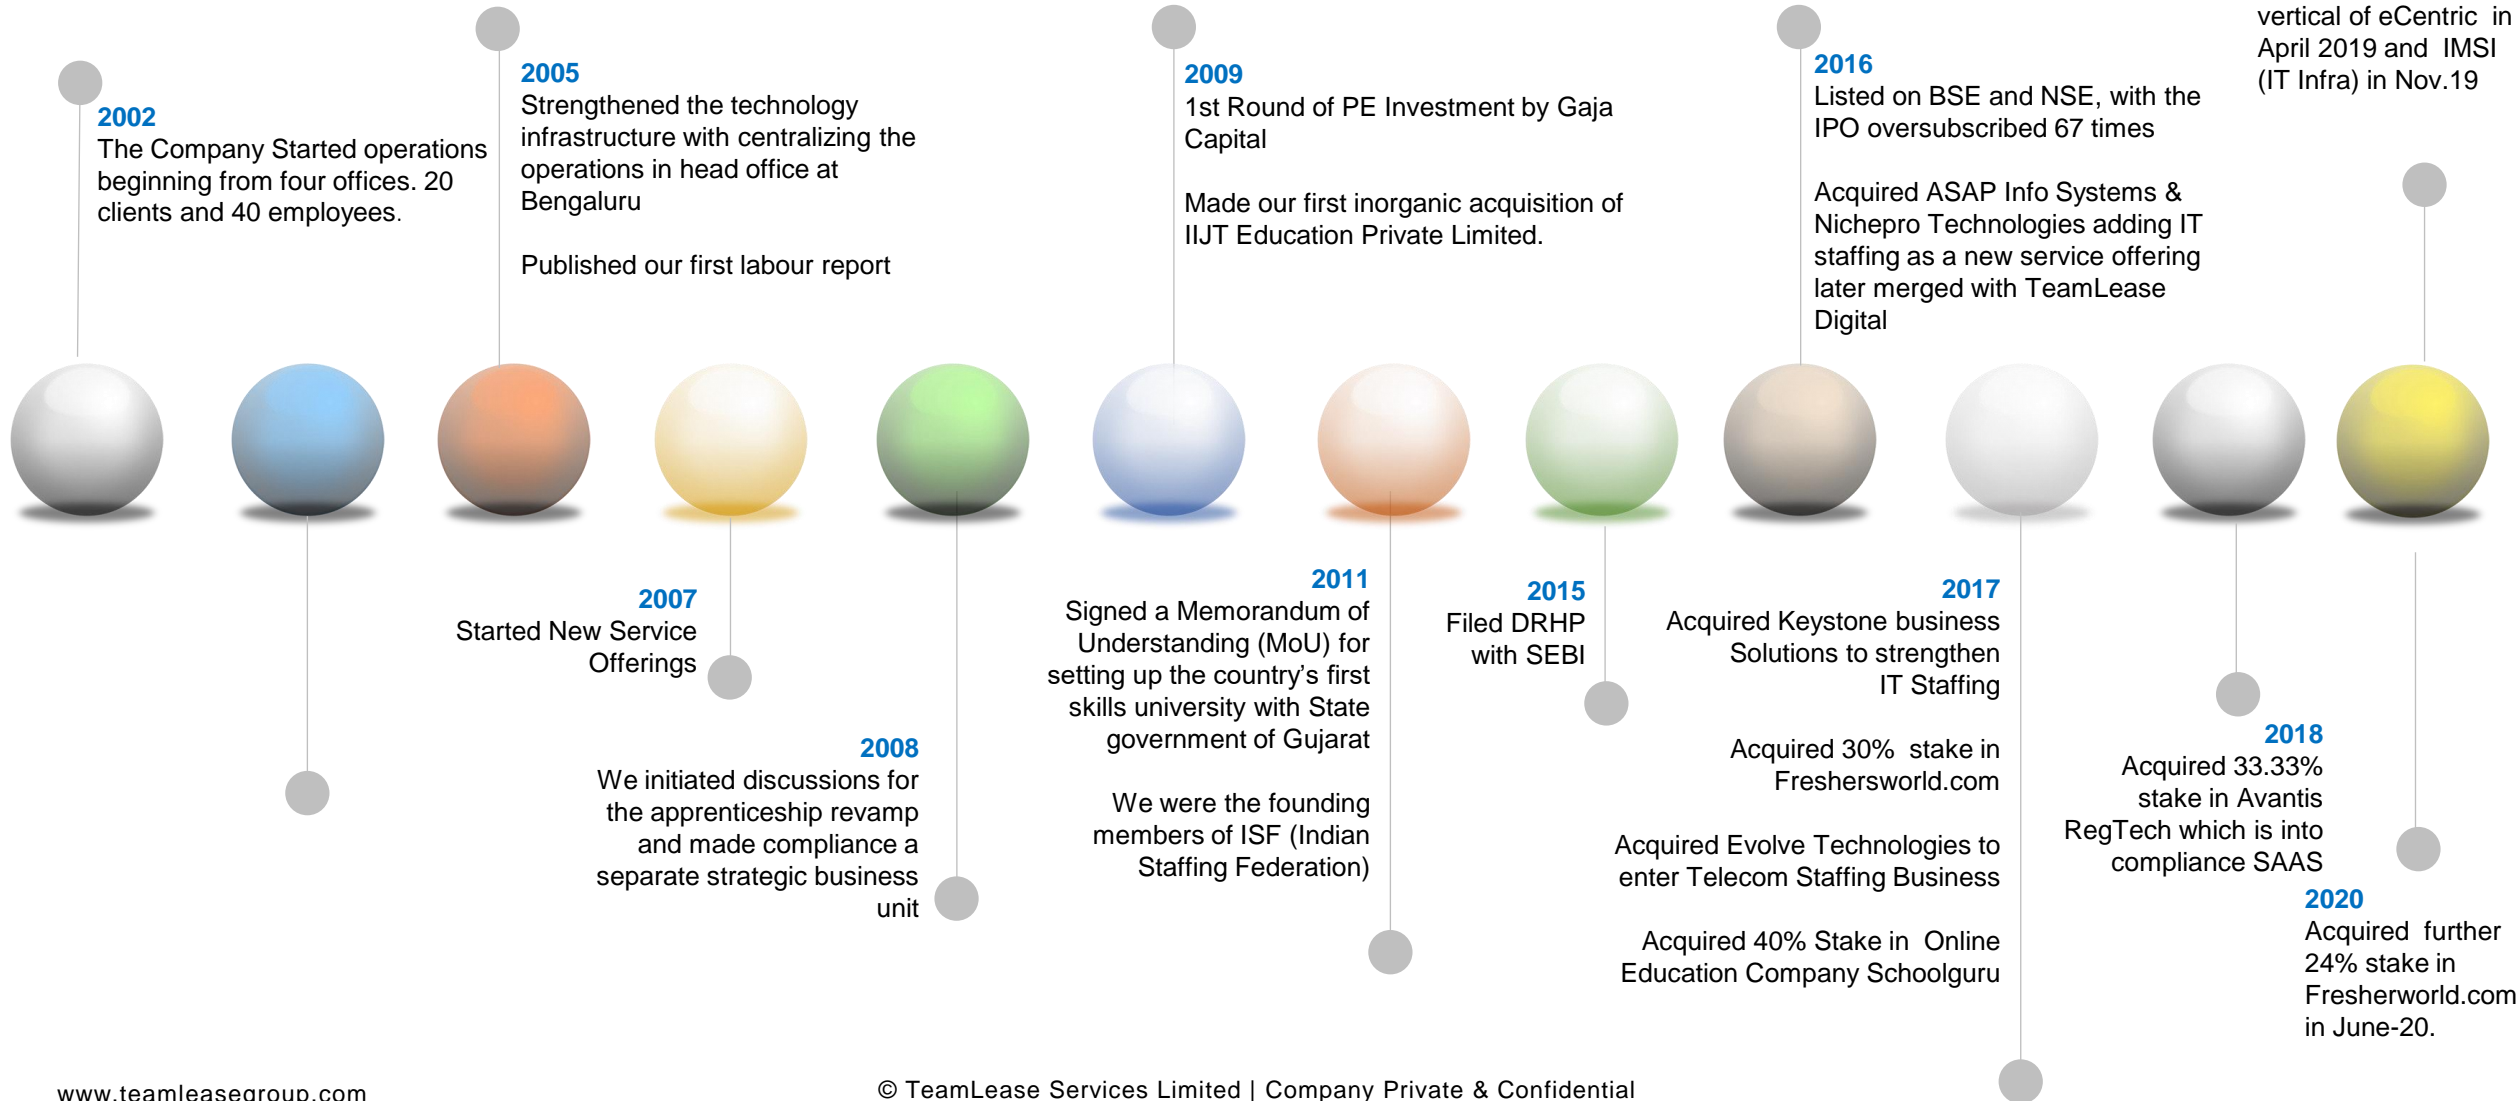 2002
The Company Started operations
beginning from four offices. 20
clients and 40 employees.
2005
Strengthened the technology
infrastructure with centralizing the
operations in head office at
Bengaluru
Published our first labour report
2009
1st Round of PE Investment by Gaja
Capital
Made our first inorganic acquisition of
IIJT Education Private Limited.
2016
Listed on BSE and NSE, with the
IPO oversubscribed 67 times
Acquired ASAP Info Systems &
Nichepro Technologies adding IT
staffing as a new service offering
later merged with TeamLease
Digital
vertical of eCentric in
April 2019 and IMSI
(IT Infra) in Nov.19
2007
Started New Service
Offerings
2008
We initiated discussions for
the apprenticeship revamp
and made compliance a
separate strategic business
unit
2011
Signed a Memorandum of
Understanding (MoU) for
setting up the country’s first
skills university with State
government of Gujarat
We were the founding
members of ISF (Indian
Staffing Federation)
2015
Filed DRHP
with SEBI
2017
Acquired Keystone business
Solutions to strengthen
IT Staffing
Acquired 30% stake in
Freshersworld.com
Acquired Evolve Technologies to
enter Telecom Staffing Business
Acquired 40% Stake in Online
Education Company Schoolguru
2018
Acquired 33.33%
stake in Avantis
RegTech which is into
compliance SAAS
2020
Acquired further
24% stake in
Fresherworld.com
in June-20.
www.teamleasegroup.com
© TeamLease Services Limited | Company Private & Confidential